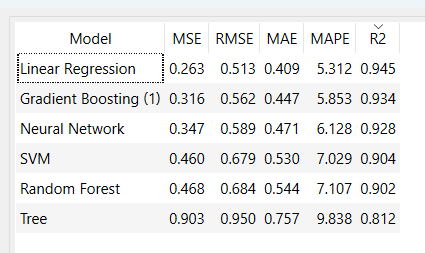 Model MSE RMSE MAE MAPE R2
Linear Regression 0.263 0.513 0.409 5.312 0.945
Gradient Boosting (1) 0.316 0.562 0.447 5.853 0.934
Neural Network 0.347 0.589 0.471 6.128 0.928
SVM 0.460 0.679 0.530 7.029 0.904
Random Forest 0.468 0.684 0.544 7.107 0.902
Tree 0.903 0.950 0.757 9.838 0.812